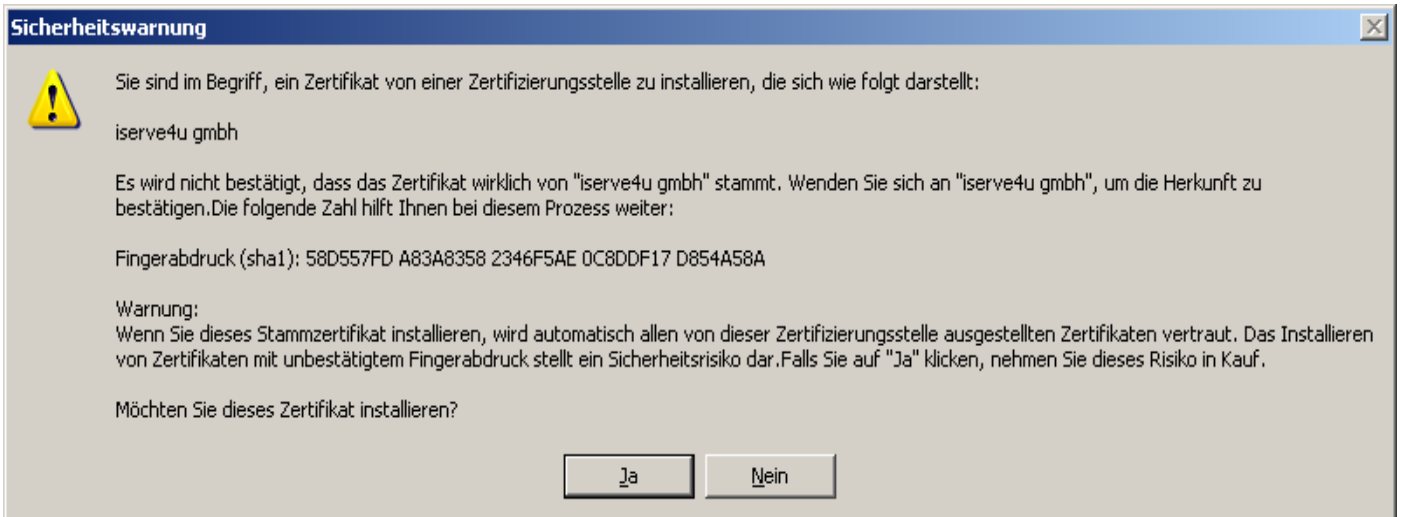 Sicherheitswarnung
Sie sind im Begriff, ein Zertifikat von einer Zertifizierungsstelle zu installieren, die sich wie folgt darstellt:
iserve4u gmbh
Es wird nicht bestätigt, dass das Zertifikat wirklich von "iserve4u gmbh" stammt. Wenden Sie sich an "iserve4u gmbh", um die Herkunft zu
bestätigen.Die folgende Zahl hilft Ihnen bei diesem Prozess weiter:
Fingerabdruck (sha1): 58D557FD A83A8358 2346F5AE 0C8DDF17 D854A58A
Warnung:
Wenn Sie dieses Stammzertifikat installieren, wird automatisch allen von dieser Zertifizierungsstelle ausgestellten Zertifikaten vertraut. Das Installieren
von Zertifikaten mit unbestätigtem Fingerabdruck stellt ein Sicherheitsrisiko dar.Falls Sie auf "Ja" klicken, nehmen Sie dieses Risiko in Kauf.
Möchten Sie dieses Zertifikat installieren?
Ja
Nein